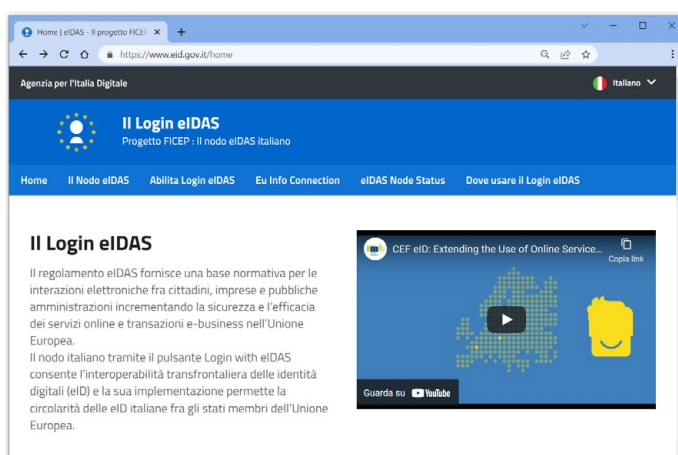 Home | eIDAS - Il progetto FICEP
https://www.eid.gov.it/home
Agenzia per l'Italia Digitale
Italiano
Il Login eIDAS
Progetto FICEP : Il nodo eIDAS italiano
Home Il Nodo eIDAS Abilita Login eIDAS Eu Info Connection eIDAS Node Status Dove usare il Login eIDAS
Il Login eIDAS
Il regolamento eIDAS fornisce una base normativa per le
interazioni elettroniche fra cittadini, imprese e pubbliche
amministrazioni incrementando la sicurezza e l'efficacia
dei servizi online e transazioni e-business nell'Unione
Europea.
Il nodo italiano tramite il pulsante Login with eIDAS
consente l'interoperabilità transfrontaliera delle identità
digitali (eID) e la sua implementazione permette la
circolarità delle eID italiane fra gli stati membri dell'Unione
Europea.
CEF eID: Extending the Use of Online Service...
Copia link
Guarda su YouTube